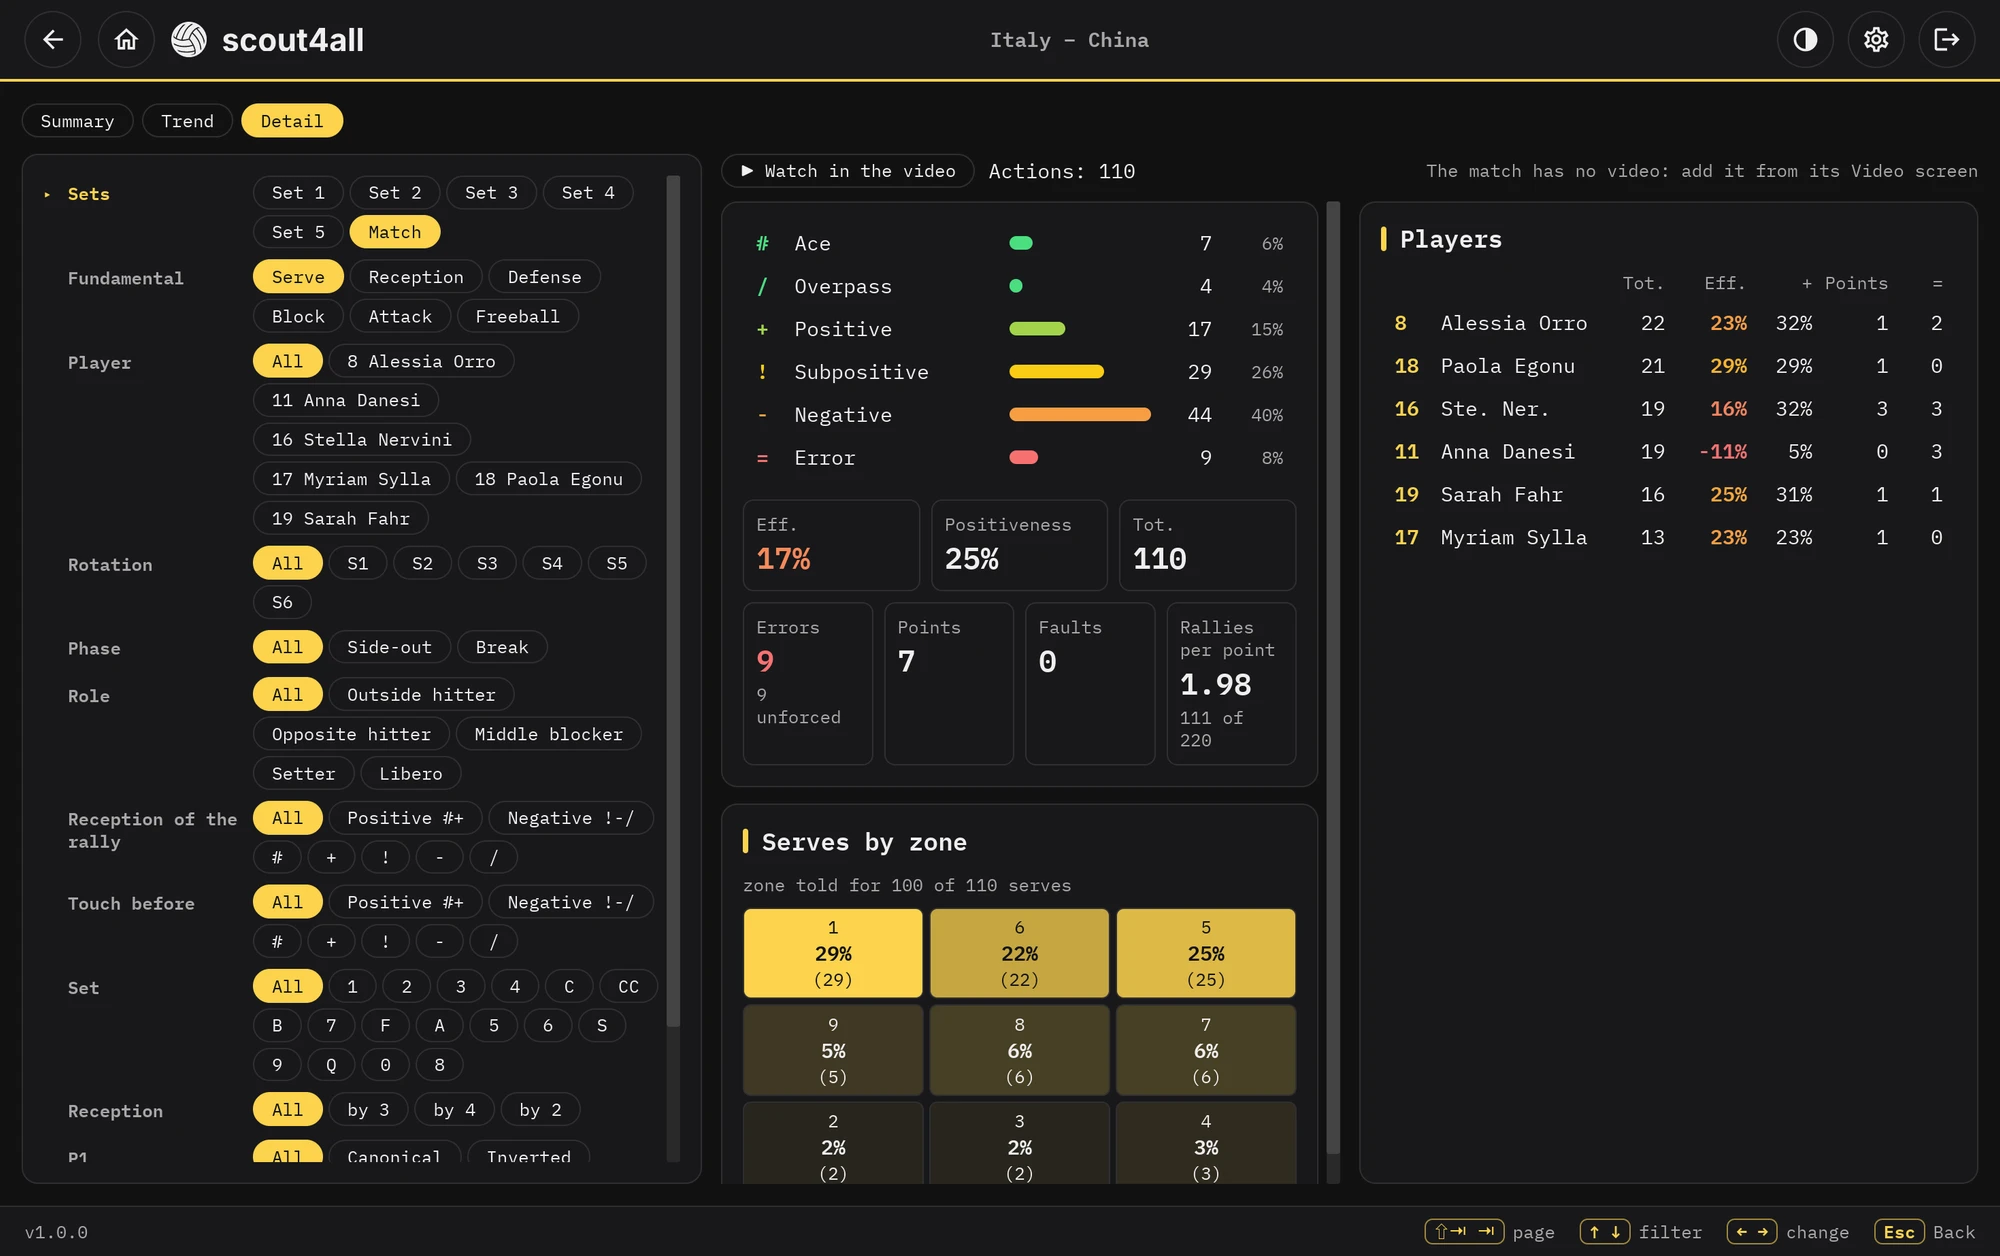 scout4all
Italy – China
Summary Trend Detail
▸ Sets
Set 1 Set 2 Set 3 Set 4
Set 5 Match
Fundamental
Serve Reception Defense
Block Attack Freeball
Player
All 8 Alessia Orro
11 Anna Danesi
16 Stella Nervini
17 Myriam Sylla 18 Paola Egonu
19 Sarah Fahr
Rotation
All S1 S2 S3 S4 S5
S6
Phase
All Side-out Break
Role
All Outside hitter
Opposite hitter Middle blocker
Setter Libero
Reception of the
rally
All Positive #+ Negative !-/
# + ! - /
Touch before
All Positive #+ Negative !-/
# + ! - /
Set
All 1 2 3 4 C CC
B 7 F A 5 6 S
9 Q 0 8
Reception
All by 3 by 4 by 2
P1
All Canonical Inverted
▶ Watch in the video Actions: 110
The match has no video: add it from its Video screen
# Ace 7 6%
/ Overpass 4 4%
+ Positive 17 15%
! Subpositive 29 26%
- Negative 44 40%
= Error 9 8%
Eff.
17%
Positiveness
25%
Tot.
110
Errors
9
9
unforced
Points
7
Faults
0
Rallies
per point
1.98
111 of
220
Serves by zone
zone told for 100 of 110 serves
1 6 5
29% 22% 25%
(29) (22) (25)
9 8 7
5% 6% 6%
(5) (6) (6)
2 3 4
2% 2% 3%
(2) (2) (3)
Players
Tot. Eff. + Points =
8 Alessia Orro 22 23% 32% 1 2
18 Paola Egonu 21 29% 29% 1 0
16 Ste. Ner. 19 16% 32% 3 3
11 Anna Danesi 19 -11% 5% 0 3
19 Sarah Fahr 16 25% 31% 1 1
17 Myriam Sylla 13 23% 23% 1 0
v1.0.0
⇧⇥ ⇥ page ↑ ↓ filter ← → change Esc Back